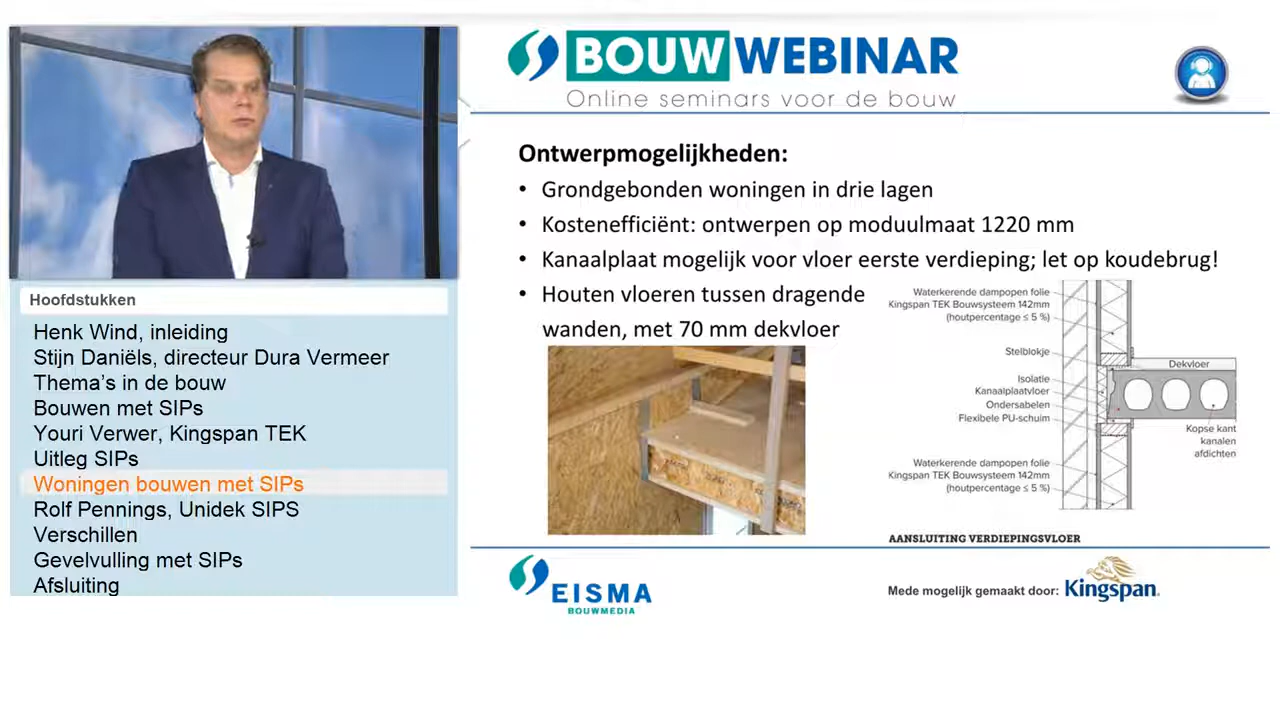 BOUW WEBINAR
Online seminars voor de bouw
Ontwerpmogelijkheden:
• Grondgebonden woningen in drie lagen
• Kostenefficiënt: ontwerpen op moduulmaat 1220 mm
• Kanaalplaat mogelijk voor vloer eerste verdieping; let op koudebrug!
• Houten vloeren tussen dragende
wanden, met 70 mm dekvloer
Waterkerende dampopen folie
Kingspan TEK Bouwsysteem 142mm
(houtpercentage ≤ 5 %)
Stelblokje
Dekvloer
Isolatie
Kanaalplaatvloer
Ondersabelen
Flexibele PU-schuim
Kopse kant
kanalen
afdichten
Waterkerende dampopen folie
Kingspan TEK Bouwsysteem 142mm
(houtpercentage ≤ 5 %)
AANSLUITING VERDIEPINGSVLOER
Hoofdstukken
Henk Wind, inleiding
Stijn Daniëls, directeur Dura Vermeer
Thema's in de bouw
Bouwen met SIPs
Youri Verwer, Kingspan TEK
Uitleg SIPs
Woningen bouwen met SIPs
Rolf Pennings, Unidek SIPS
Verschillen
Gevelvulling met SIPs
Afsluiting
EISMA
BOUWMEDIA
Mede mogelijk gemaakt door: Kingspan.